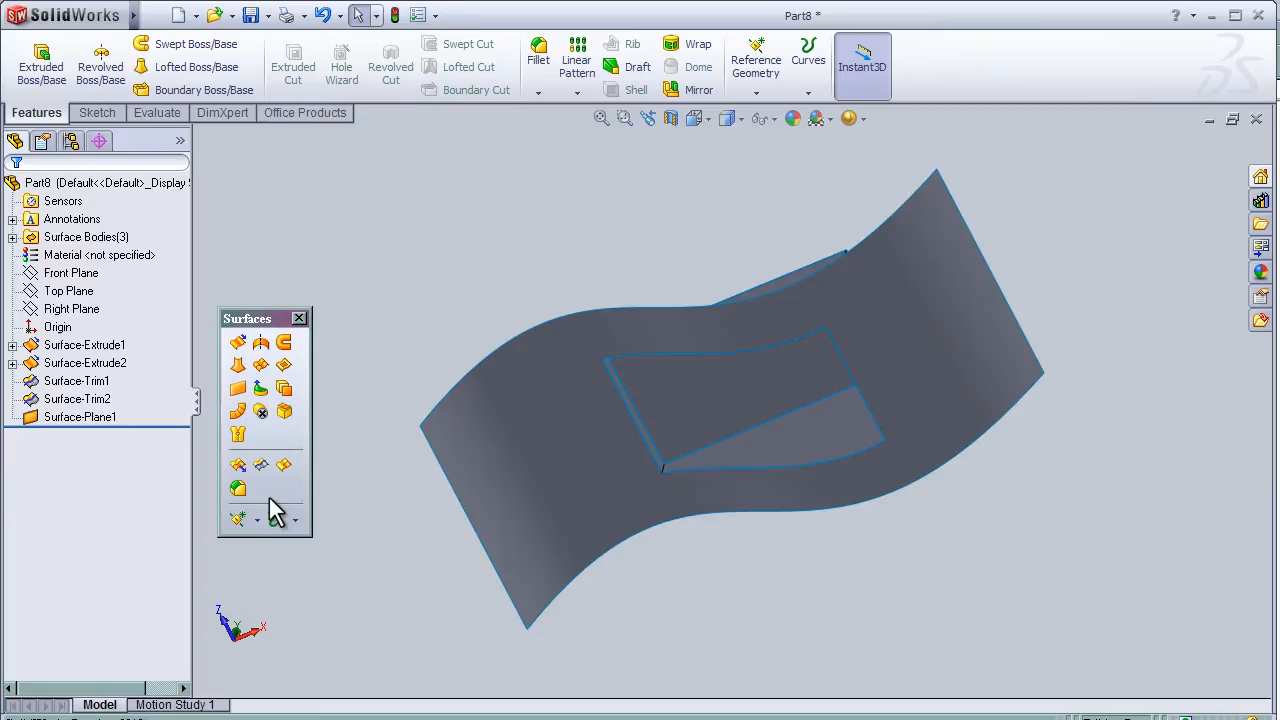 SolidWorks
Part8 *
Extruded Boss/Base
Revolved Boss/Base
Swept Boss/Base
Lofted Boss/Base
Boundary Boss/Base
Extruded Cut
Hole Wizard
Revolved Cut
Swept Cut
Lofted Cut
Boundary Cut
Fillet
Linear Pattern
Rib
Draft
Shell
Wrap
Dome
Mirror
Reference Geometry
Curves
Instant3D
Features
Sketch
Evaluate
DimXpert
Office Products
Part8 (Default<<Default>_Display
Sensors
Annotations
Surface Bodies(3)
Material <not specified>
Front Plane
Top Plane
Right Plane
Origin
Surface-Extrude1
Surface-Extrude2
Surface-Trim1
Surface-Trim2
Surface-Plane1
Surfaces
Z
Y
X
Model
Motion Study 1